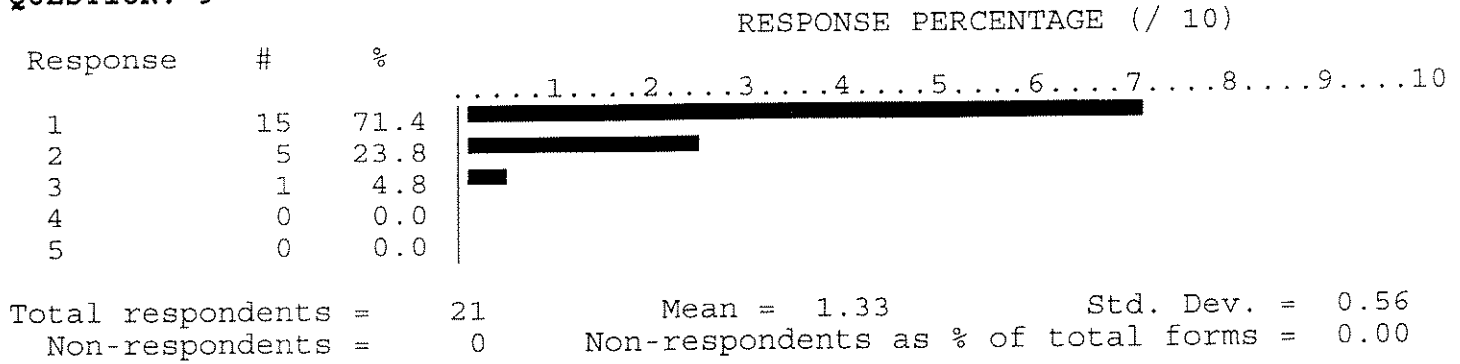 RESPONSE PERCENTAGE (/ 10)
Response # %
.....1....2....3....4....5....6....7....8....9....10
1 15 71.4
2 5 23.8
3 1 4.8
4 0 0.0
5 0 0.0
Total respondents = 21 Mean = 1.33 Std. Dev. = 0.56
Non-respondents = 0 Non-respondents as % of total forms = 0.00